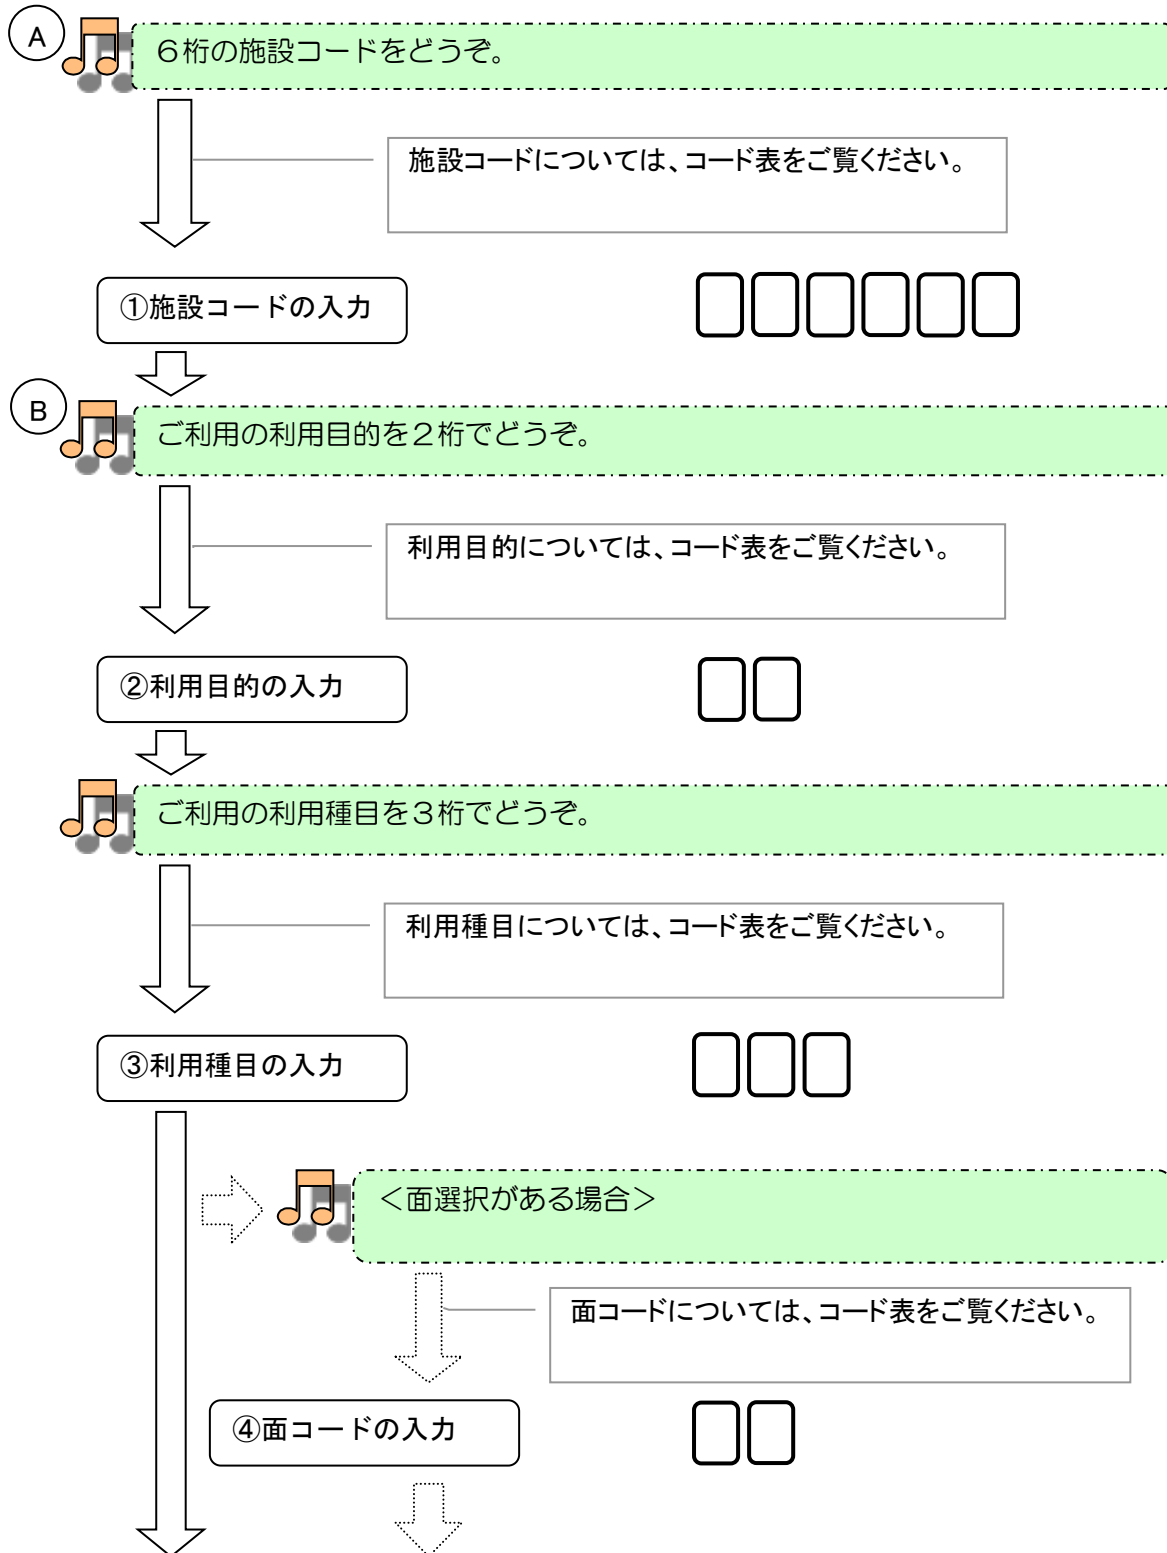 A
６桁の施設コードをどうぞ。
施設コードについては、コード表をご覧ください。
①施設コードの入力
B
ご利用の利用目的を２桁でどうぞ。
利用目的については、コード表をご覧ください。
②利用目的の入力
ご利用の利用種目を３桁でどうぞ。
利用種目については、コード表をご覧ください。
③利用種目の入力
＜面選択がある場合＞
面コードについては、コード表をご覧ください。
④面コードの入力